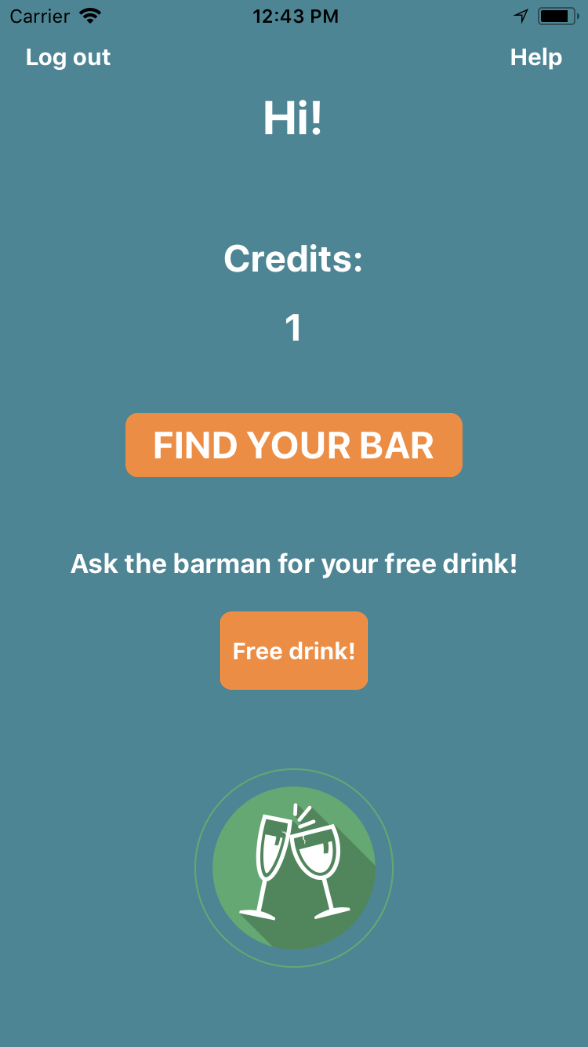 Carrier 12:43 PM
Log out Help
Hi!
Credits:
1
FIND YOUR BAR
Ask the barman for your free drink!
Free drink!